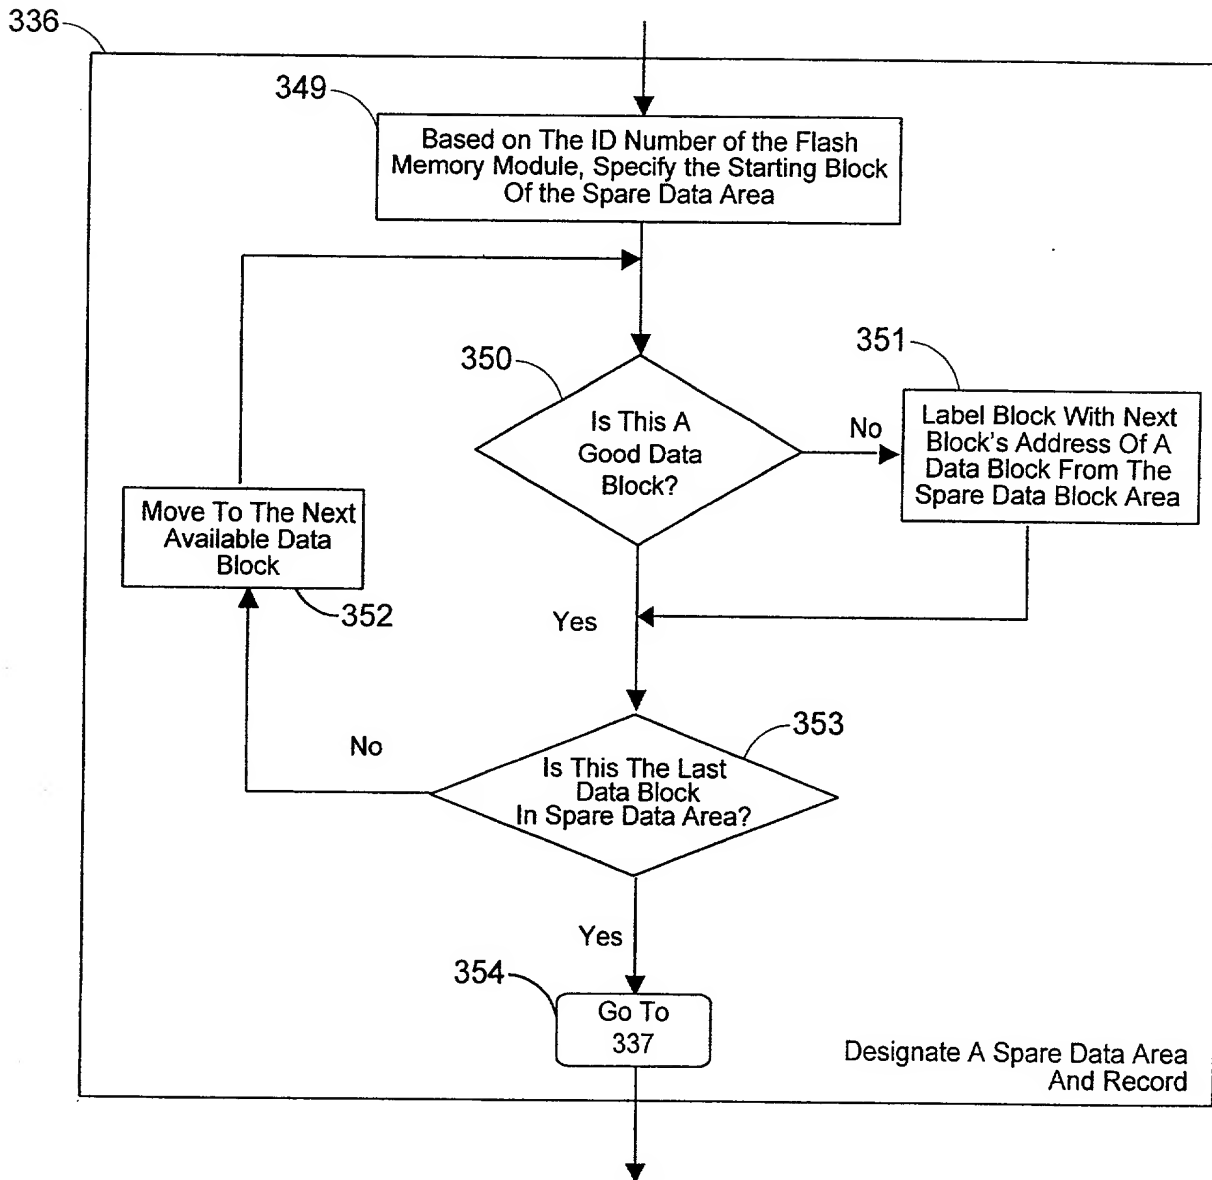 336
349
Based on The ID Number of the Flash
Memory Module, Specify the Starting Block
Of the Spare Data Area
350
Is This A
Good Data
Block?
No
351
Label Block With Next
Block's Address Of A
Data Block From The
Spare Data Block Area
Move To The Next
Available Data
Block
352
Yes
No
353
Is This The Last
Data Block
In Spare Data Area?
Yes
354
Go To
337
Designate A Spare Data Area
And Record